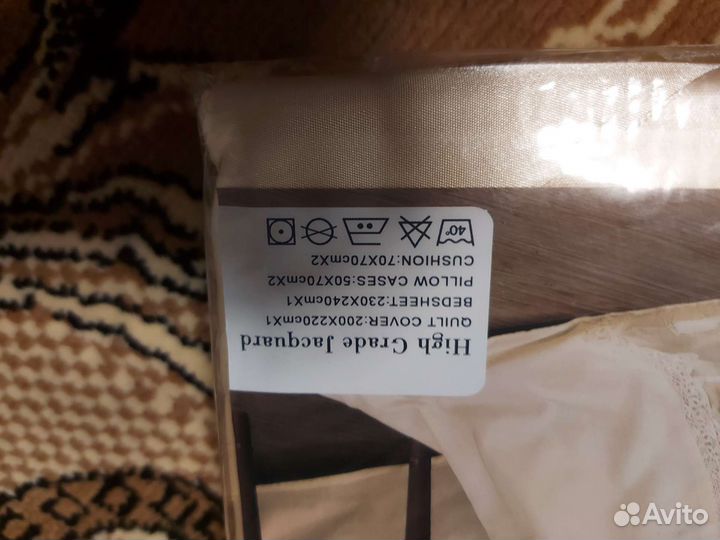 High Grade Jacquard
QUILT COVER:200X220cmX1
BEDSHEET:230X240cmX1
PILLOW CASES:50X70cmX2
CUSHION:70X70cmX2
40°
Avito